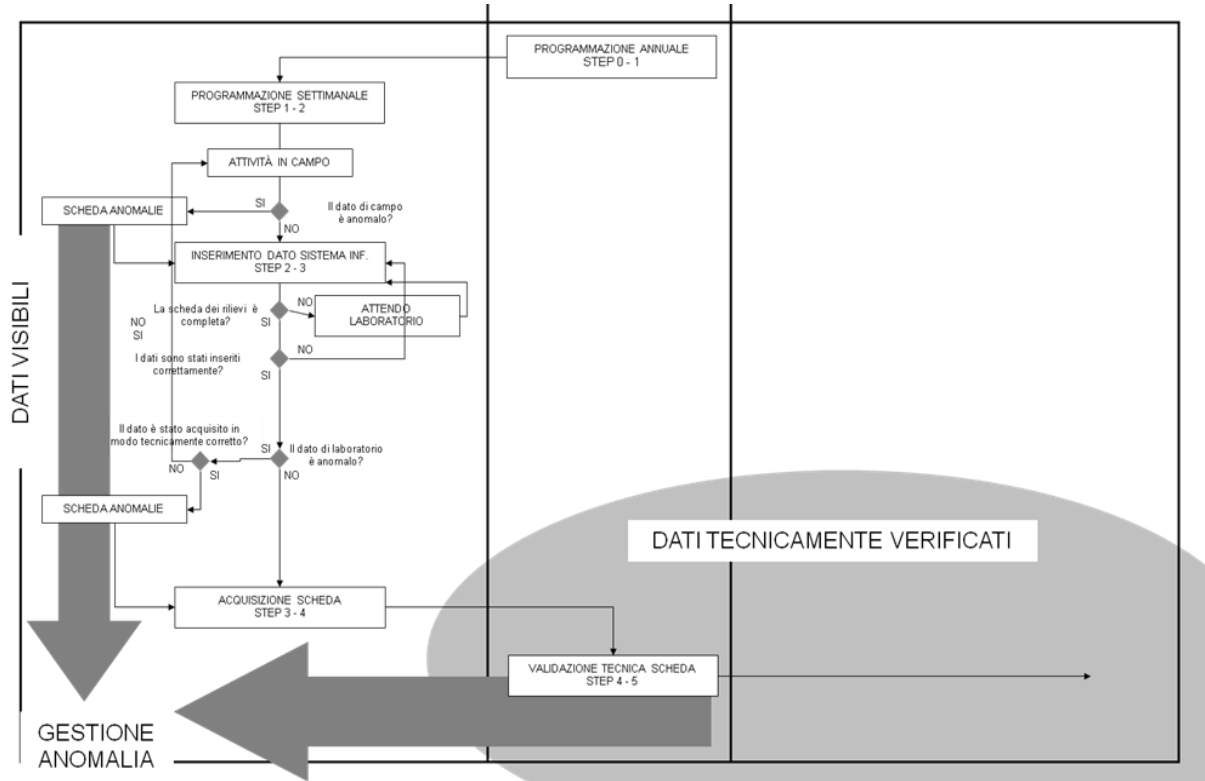 PROGRAMMAZIONE ANNUALE
STEP 0 - 1
PROGRAMMAZIONE SETTIMANALE
STEP 1 - 2
ATTIVITÀ IN CAMPO
SCHEDA ANOMALIE
SI
Il dato di campo
è anomalo?
NO
INSERIMENTO DATO SISTEMA INF.
STEP 2 - 3
La scheda dei rilievi è
completa?
NO
SI
ATTENDO
LABORATORIO
NO
SI
I dati sono stati inseriti
correttamente?
NO
SI
DATI VISIBILI
Il dato è stato acquisito in
modo tecnicamente corretto?
NO
SI
SI
Il dato di laboratorio
è anomalo?
NO
SCHEDA ANOMALIE
DATI TECNICAMENTE VERIFICATI
ACQUISIZIONE SCHEDA
STEP 3 - 4
VALIDAZIONE TECNICA SCHEDA
STEP 4 - 5
GESTIONE
ANOMALIA